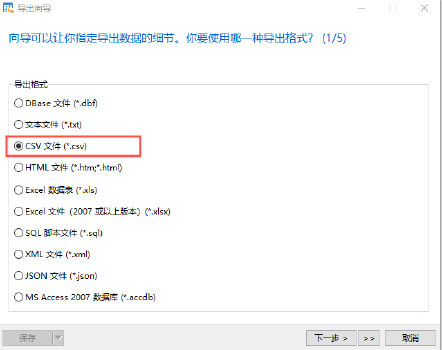 导出向导
向导可以让你指定导出数据的细节。你要使用哪一种导出格式? (1/5)
导出格式
DBase 文件 (*.dbf)
文本文件 (*.txt)
CSV 文件 (*.csv)
HTML 文件 (*.htm;*.html)
Excel 数据表 (*.xls)
Excel 文件（2007 或以上版本）(*.xlsx)
SQL 脚本文件 (*.sql)
XML 文件 (*.xml)
JSON 文件 (*.json)
MS Access 2007 数据库 (*.accdb)
保存 下一步 > >> 取消